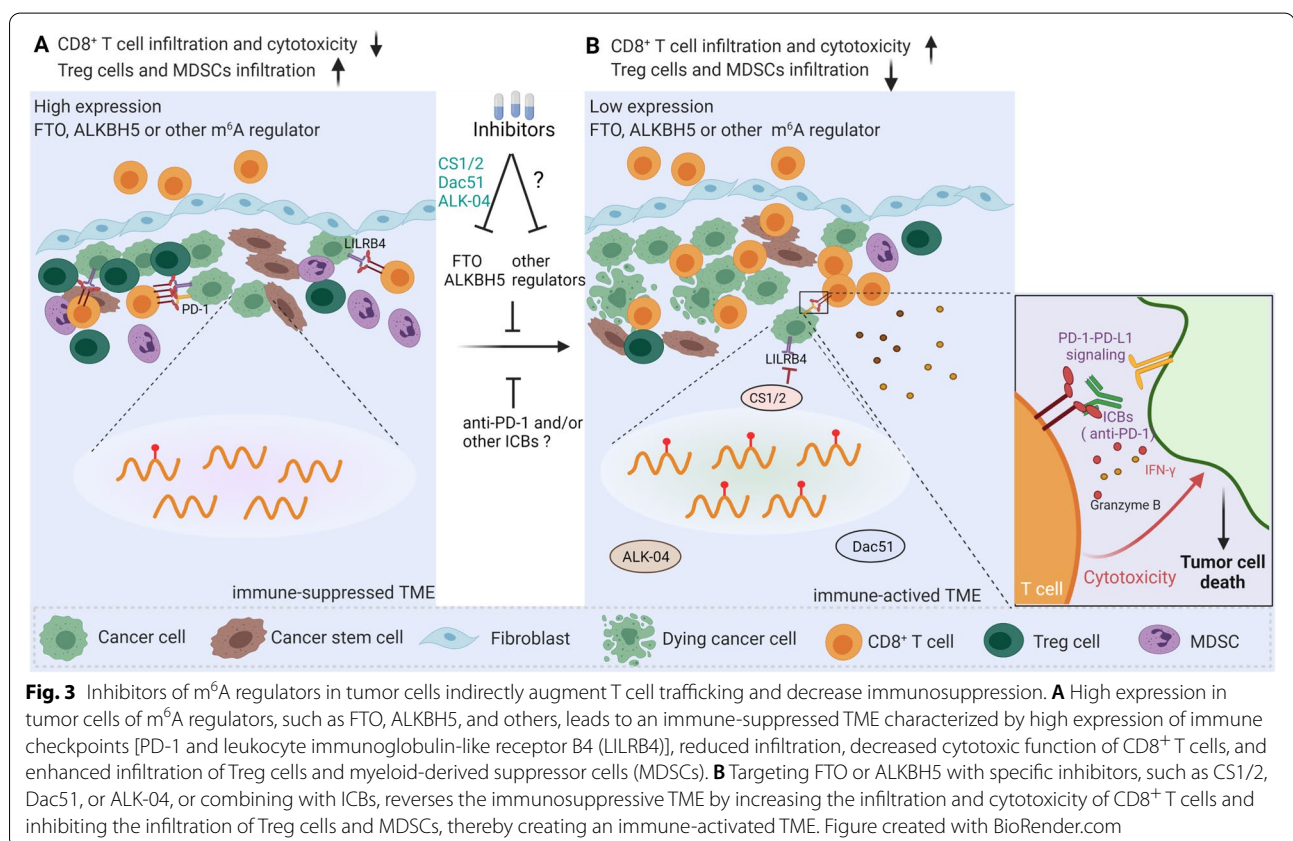 A CD8⁺ T cell infiltration and cytotoxicity
Treg cells and MDSCs infiltration
High expression
FTO, ALKBH5 or other m⁶A regulator
LILRB4
PD-1
immune-suppressed TME
Inhibitors
CS1/2
Dac51
ALK-04
?
FTO other
ALKBH5 regulators
anti-PD-1 and/or
other ICBs ?
B CD8⁺ T cell infiltration and cytotoxicity
Treg cells and MDSCs infiltration
Low expression
FTO, ALKBH5 or other m⁶A regulator
LILRB4
CS1/2
ALK-04
Dac51
immune-actived TME
PD-1-PD-L1
signaling
ICBs
( anti-PD-1)
IFN-γ
Granzyme B
Cytotoxicity
Tumor cell
death
T cell
Cancer cell
Cancer stem cell
Fibroblast
Dying cancer cell
CD8⁺ T cell
Treg cell
MDSC
Fig. 3 Inhibitors of m⁶A regulators in tumor cells indirectly augment T cell trafficking and decrease immunosuppression. A High expression in
tumor cells of m⁶A regulators, such as FTO, ALKBH5, and others, leads to an immune-suppressed TME characterized by high expression of immune
checkpoints [PD-1 and leukocyte immunoglobulin-like receptor B4 (LILRB4)], reduced infiltration, decreased cytotoxic function of CD8⁺ T cells, and
enhanced infiltration of Treg cells and myeloid-derived suppressor cells (MDSCs). B Targeting FTO or ALKBH5 with specific inhibitors, such as CS1/2,
Dac51, or ALK-04, or combining with ICBs, reverses the immunosuppressive TME by increasing the infiltration and cytotoxicity of CD8⁺ T cells and
inhibiting the infiltration of Treg cells and MDSCs, thereby creating an immune-activated TME. Figure created with BioRender.com